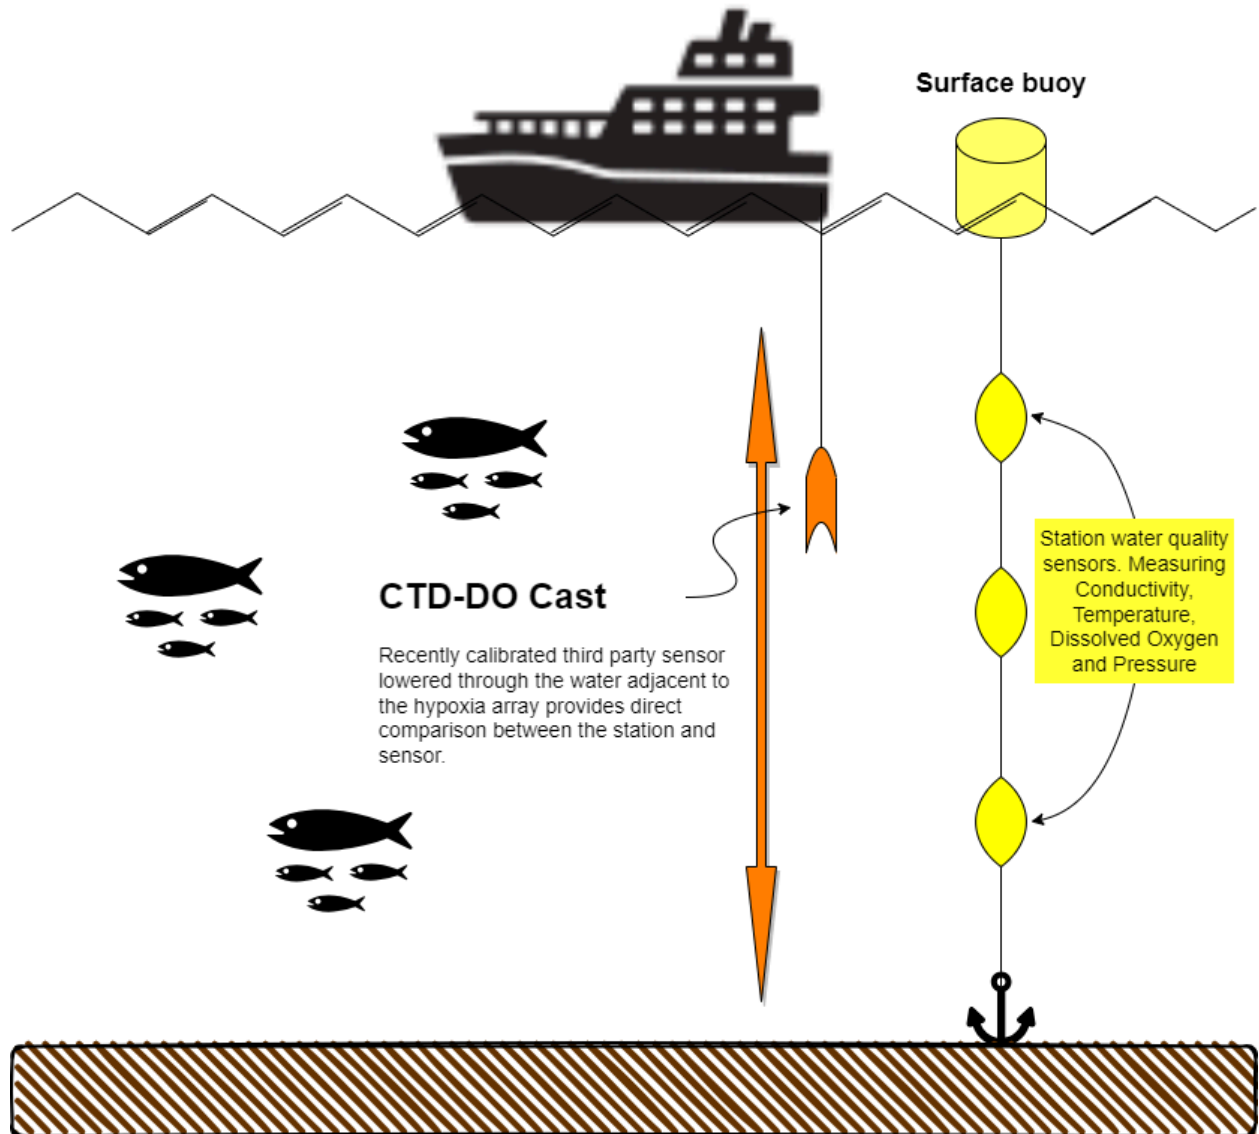 Surface buoy
Station water quality
sensors. Measuring
Conductivity,
Temperature,
Dissolved Oxygen
and Pressure
CTD-DO Cast
Recently calibrated third party sensor
lowered through the water adjacent to
the hypoxia array provides direct
comparison between the station and
sensor.